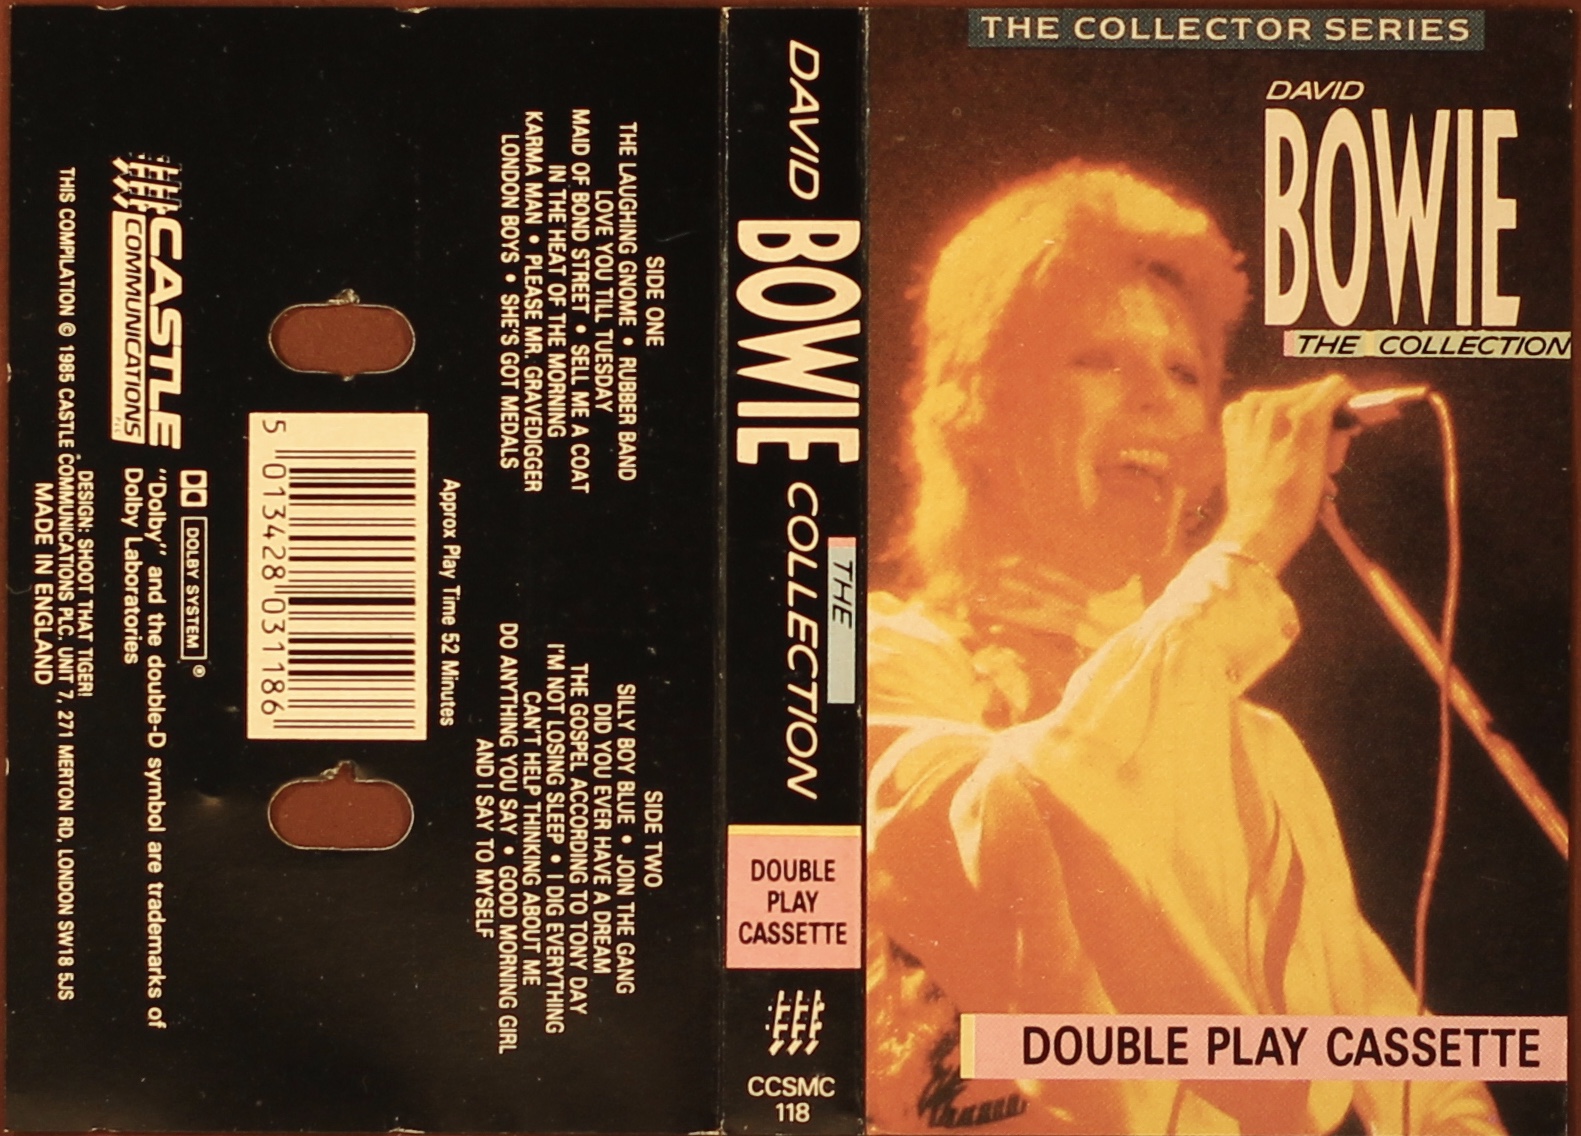 THE COLLECTOR SERIES
DAVID
BOWIE
THE COLLECTION
DOUBLE PLAY CASSETTE
DAVID BOWIE THE COLLECTION
DOUBLE
PLAY
CASSETTE
CCSMC
118
SIDE ONE
THE LAUGHING GNOME • RUBBER BAND
LOVE YOU TILL TUESDAY
MAID OF BOND STREET • SELL ME A COAT
IN THE HEAT OF THE MORNING
KARMA MAN • PLEASE MR. GRAVEDIGGER
LONDON BOYS • SHE'S GOT MEDALS
SIDE TWO
SILLY BOY BLUE • JOIN THE GANG
DID YOU EVER HAVE A DREAM
THE GOSPEL ACCORDING TO TONY DAY
I'M NOT LOSING SLEEP • I DIG EVERYTHING
CAN'T HELP THINKING ABOUT ME
DO ANYTHING YOU SAY • GOOD MORNING GIRL
AND I SAY TO MYSELF
Approx Play Time 52 Minutes
5 013428 031186
DOLBY SYSTEM ®
"Dolby" and the double-D symbol are trademarks of
Dolby Laboratories
CASTLE
COMMUNICATIONS
DESIGN: SHOOT THAT TIGER!
THIS COMPILATION © 1985 CASTLE COMMUNICATIONS PLC. UNIT 7, 271 MERTON RD, LONDON SW18 5JS
MADE IN ENGLAND